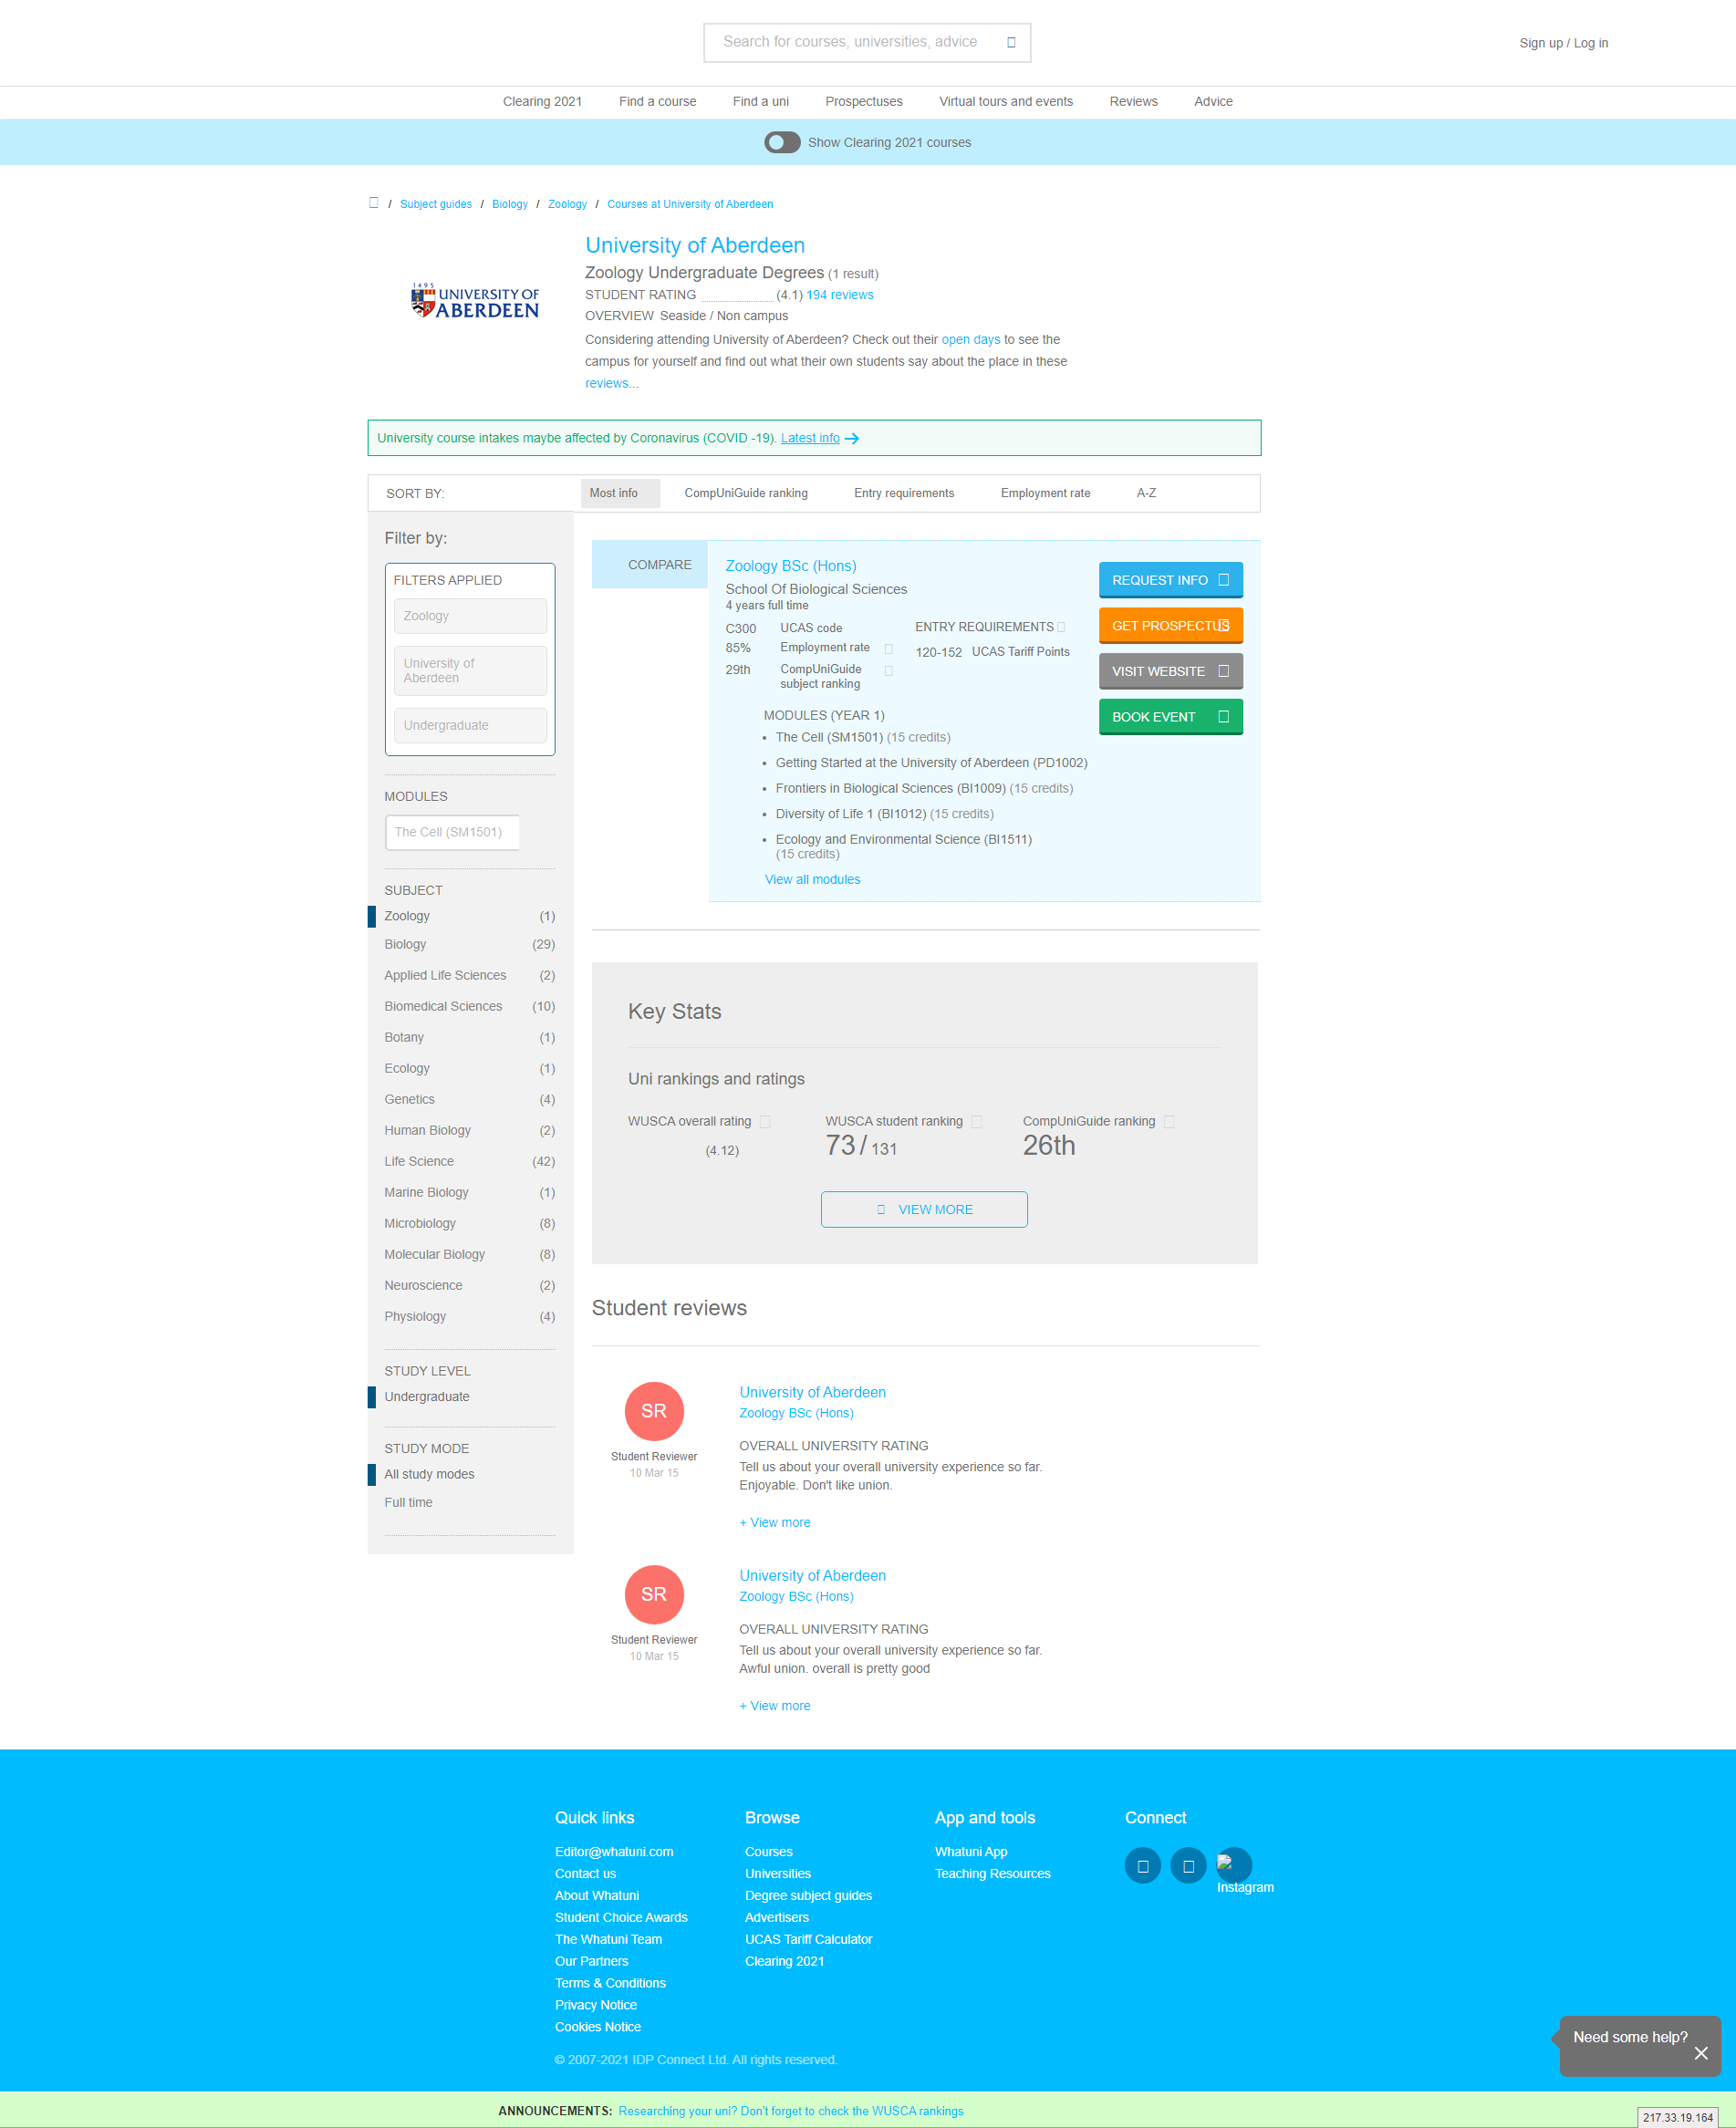 Search for courses, universities, advice
Sign up / Log in
Clearing 2021 Find a course Find a uni Prospectuses Virtual tours and events Reviews Advice
Show Clearing 2021 courses
/ Subject guides / Biology / Zoology / Courses at University of Aberdeen
1495
UNIVERSITY OF
ABERDEEN
University of Aberdeen
Zoology Undergraduate Degrees (1 result)
STUDENT RATING (4.1) 194 reviews
OVERVIEW Seaside / Non campus
Considering attending University of Aberdeen? Check out their open days to see the
campus for yourself and find out what their own students say about the place in these
reviews...
University course intakes maybe affected by Coronavirus (COVID -19). Latest info
SORT BY: Most info CompUniGuide ranking Entry requirements Employment rate A-Z
Filter by:
FILTERS APPLIED
Zoology
University of
Aberdeen
Undergraduate
MODULES
The Cell (SM1501)
SUBJECT
Zoology (1)
Biology (29)
Applied Life Sciences (2)
Biomedical Sciences (10)
Botany (1)
Ecology (1)
Genetics (4)
Human Biology (2)
Life Science (42)
Marine Biology (1)
Microbiology (8)
Molecular Biology (8)
Neuroscience (2)
Physiology (4)
STUDY LEVEL
Undergraduate
STUDY MODE
All study modes
Full time
COMPARE
Zoology BSc (Hons)
School Of Biological Sciences
4 years full time
C300 UCAS code
85% Employment rate
29th CompUniGuide
subject ranking
ENTRY REQUIREMENTS
120-152 UCAS Tariff Points
REQUEST INFO
GET PROSPECTUS
VISIT WEBSITE
BOOK EVENT
MODULES (YEAR 1)
• The Cell (SM1501) (15 credits)
• Getting Started at the University of Aberdeen (PD1002)
• Frontiers in Biological Sciences (BI1009) (15 credits)
• Diversity of Life 1 (BI1012) (15 credits)
• Ecology and Environmental Science (BI1511)
(15 credits)
View all modules
Key Stats
Uni rankings and ratings
WUSCA overall rating WUSCA student ranking CompUniGuide ranking
(4.12) 73 / 131 26th
VIEW MORE
Student reviews
SR
Student Reviewer
10 Mar 15
University of Aberdeen
Zoology BSc (Hons)
OVERALL UNIVERSITY RATING
Tell us about your overall university experience so far.
Enjoyable. Don't like union.
+ View more
SR
Student Reviewer
10 Mar 15
University of Aberdeen
Zoology BSc (Hons)
OVERALL UNIVERSITY RATING
Tell us about your overall university experience so far.
Awful union. overall is pretty good
+ View more
Quick links
Editor@whatuni.com
Contact us
About Whatuni
Student Choice Awards
The Whatuni Team
Our Partners
Terms & Conditions
Privacy Notice
Cookies Notice
Browse
Courses
Universities
Degree subject guides
Advertisers
UCAS Tariff Calculator
Clearing 2021
App and tools
Whatuni App
Teaching Resources
Connect
Instagram
© 2007-2021 IDP Connect Ltd. All rights reserved.
Need some help?
ANNOUNCEMENTS: Researching your uni? Don't forget to check the WUSCA rankings
217.33.19.164